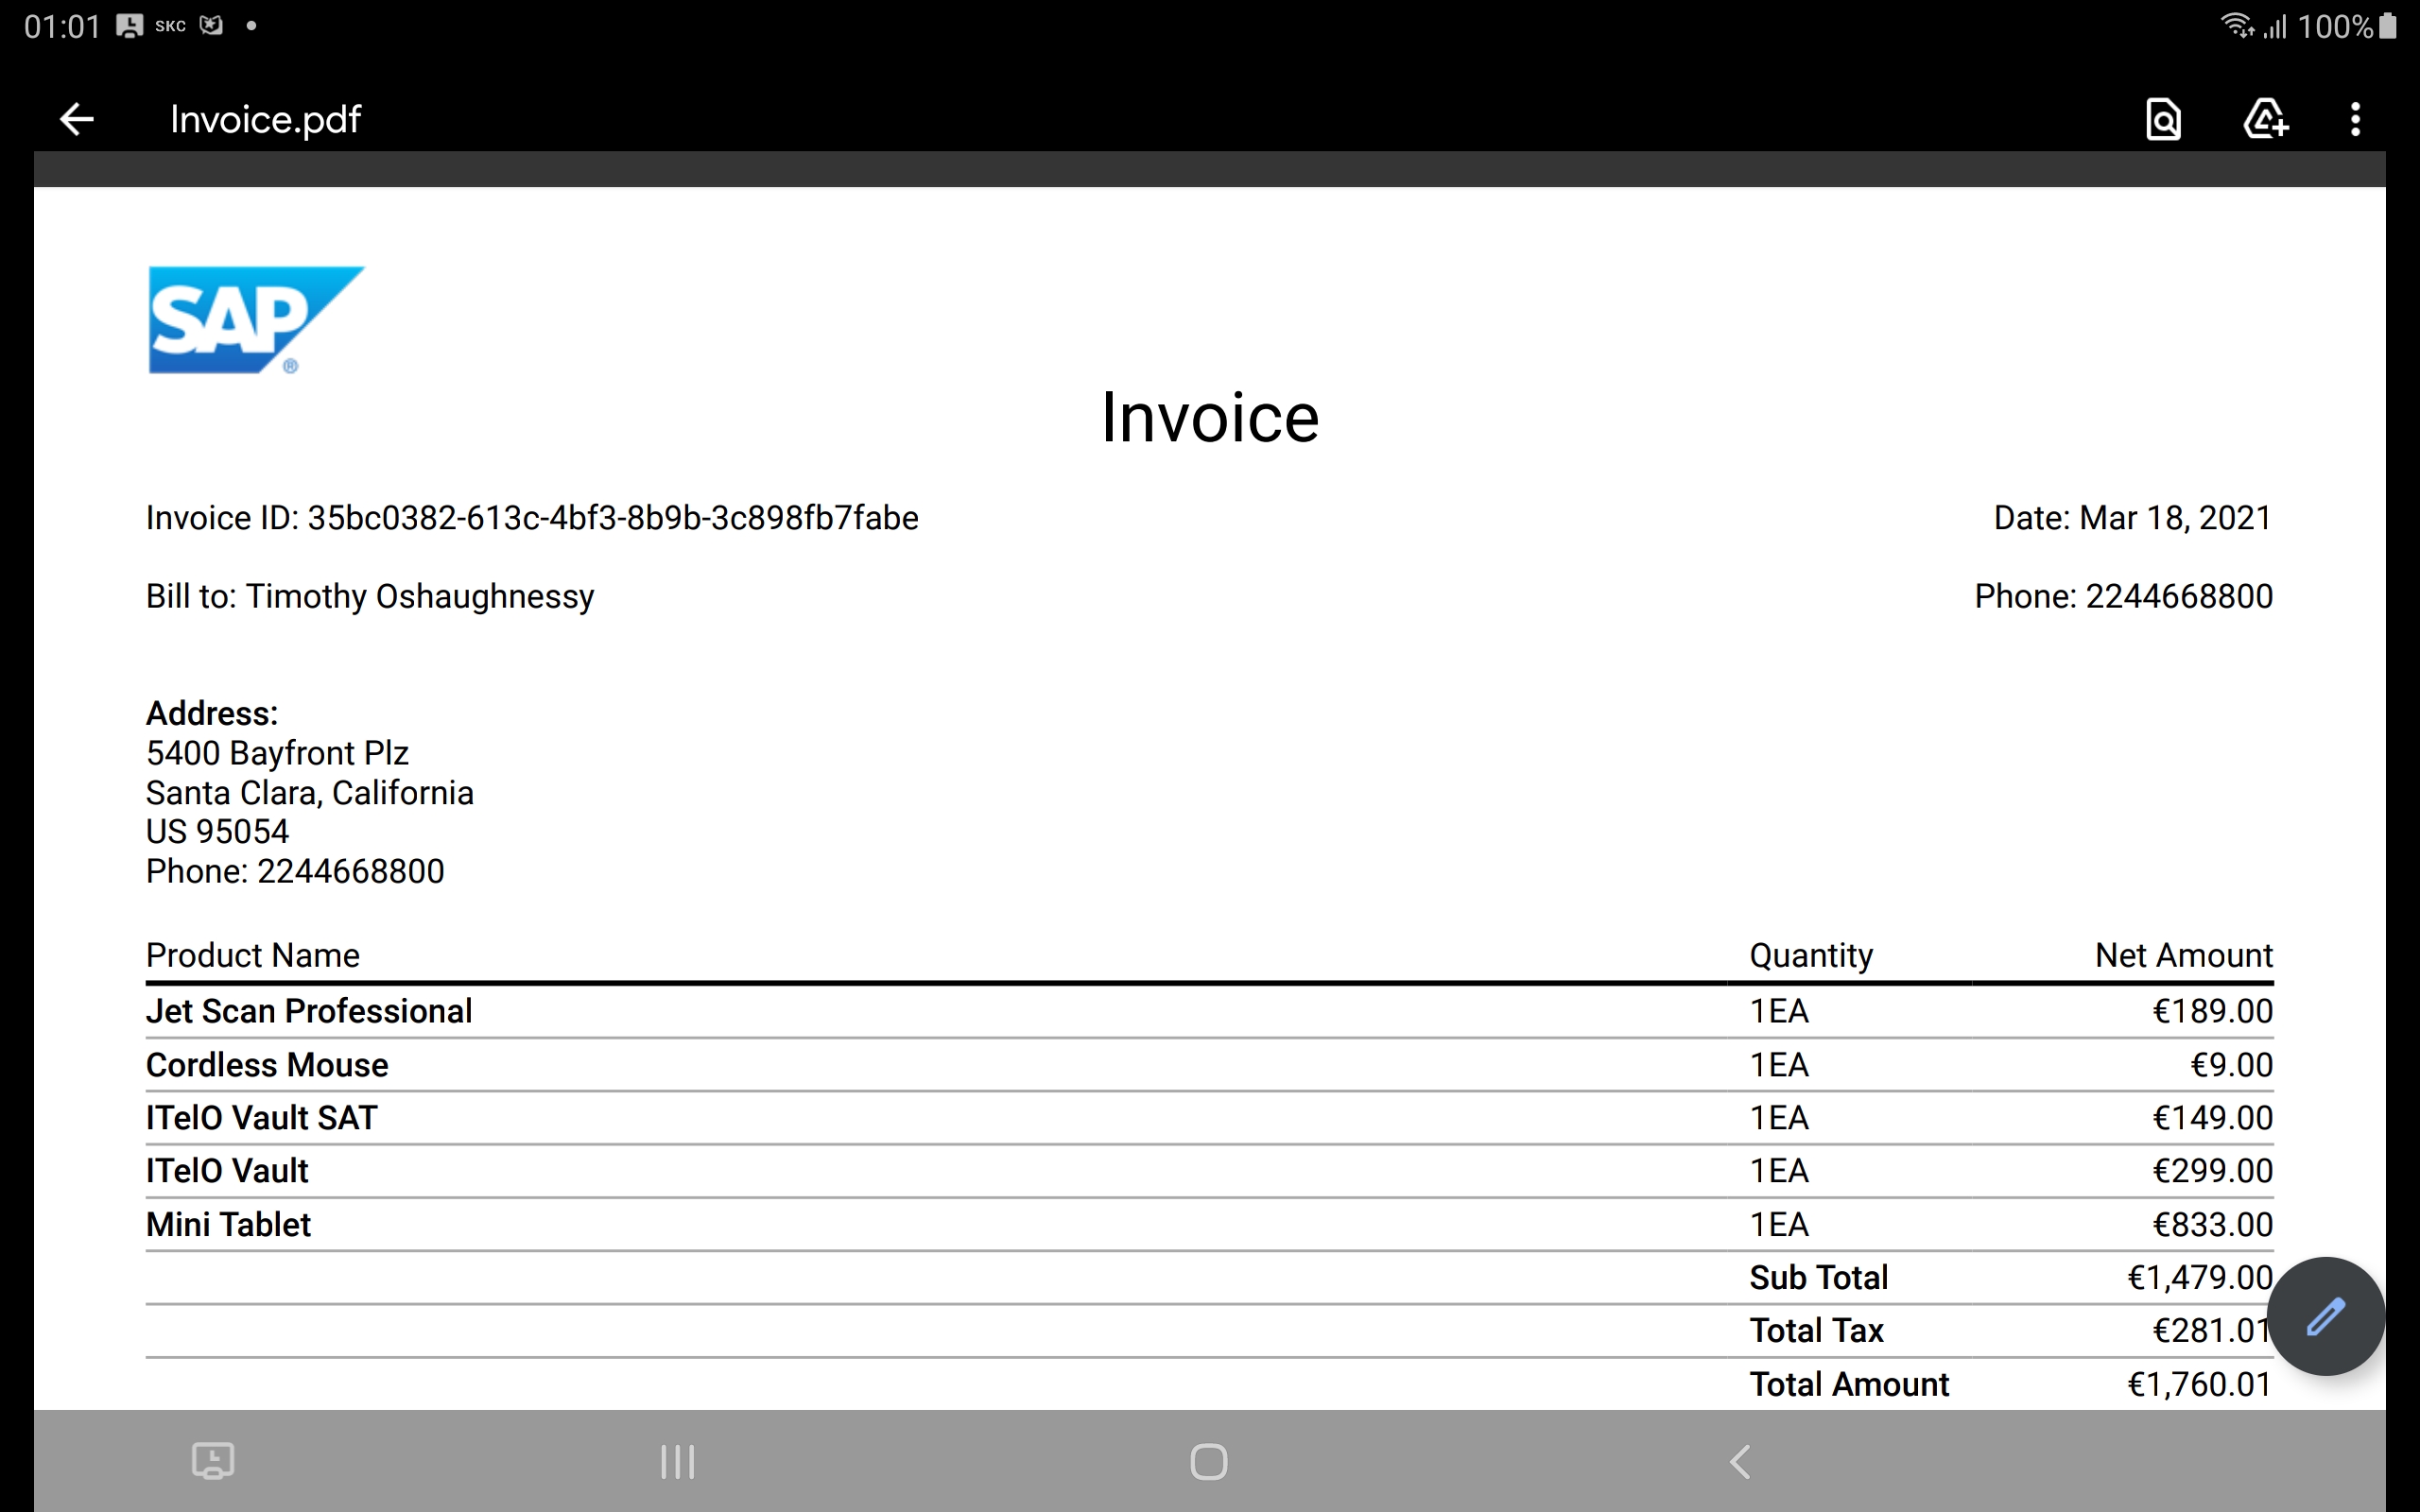 01:01 SKC 100%
Invoice.pdf
SAP ®
Invoice
Invoice ID: 35bc0382-613c-4bf3-8b9b-3c898fb7fabe Date: Mar 18, 2021
Bill to: Timothy Oshaughnessy Phone: 2244668800
Address:
5400 Bayfront Plz
Santa Clara, California
US 95054
Phone: 2244668800
Product Name Quantity Net Amount
Jet Scan Professional 1EA €189.00
Cordless Mouse 1EA €9.00
ITelO Vault SAT 1EA €149.00
ITelO Vault 1EA €299.00
Mini Tablet 1EA €833.00
Sub Total €1,479.00
Total Tax €281.01
Total Amount €1,760.01